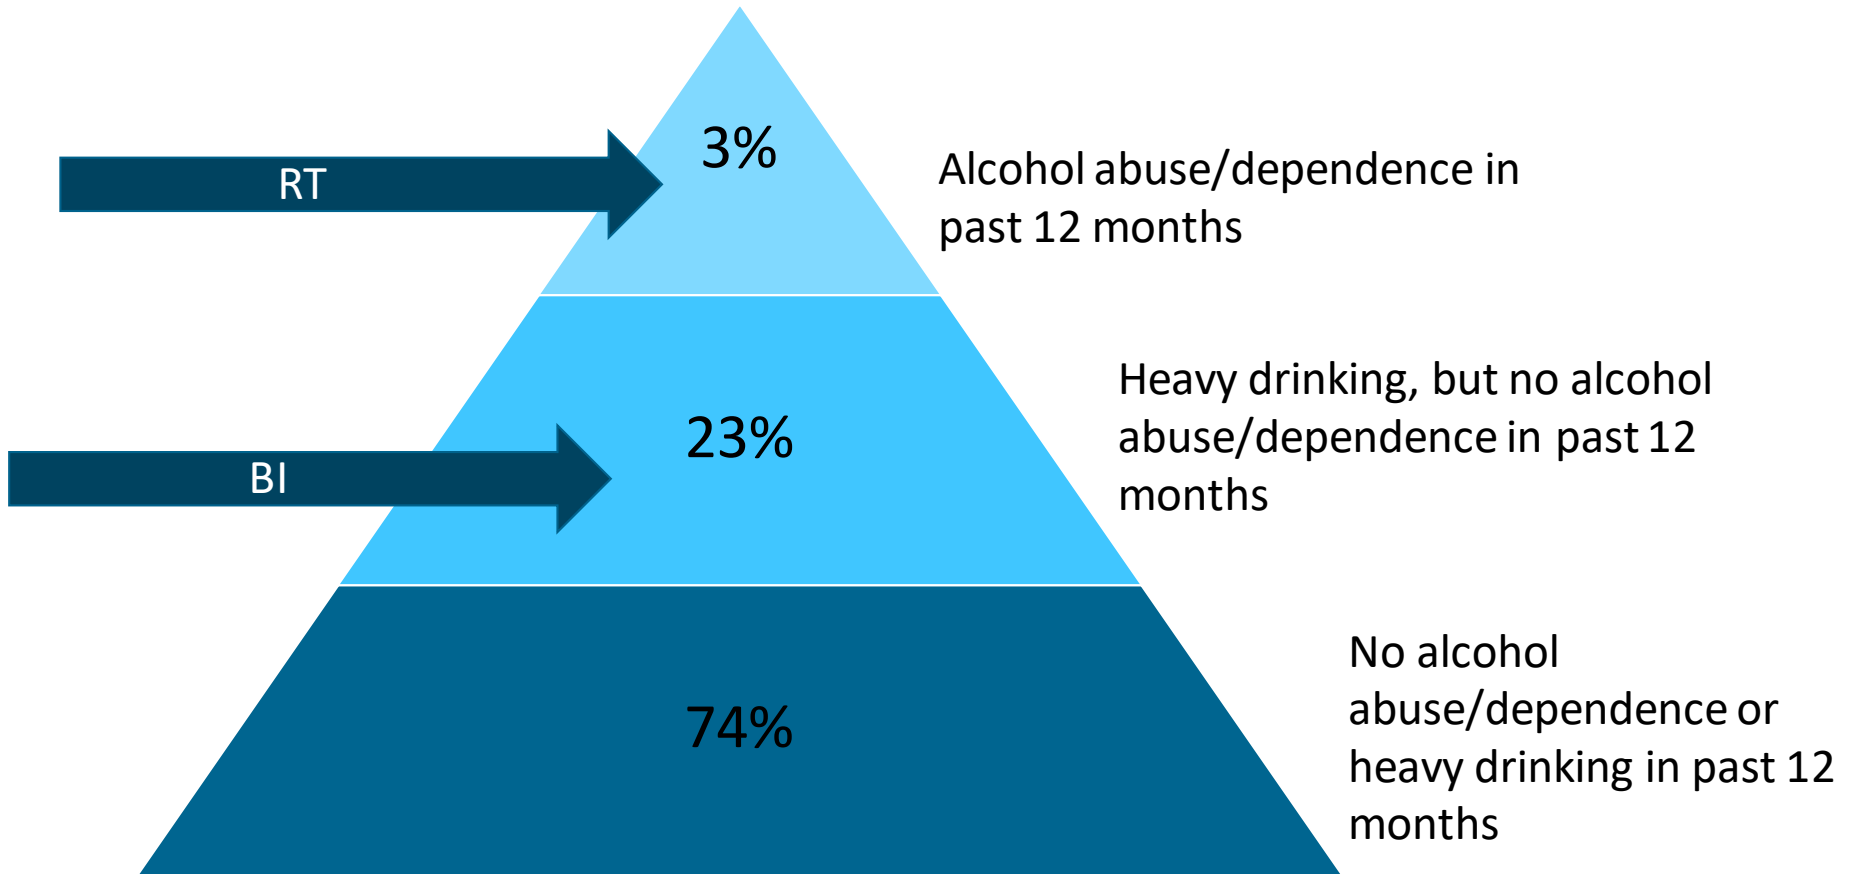 3%
RT
Alcohol abuse/dependence in
past 12 months
Heavy drinking, but no alcohol
abuse/dependence in past 12
months
23%
BI
No alcohol
abuse/dependence or
heavy drinking in past 12
months
74%